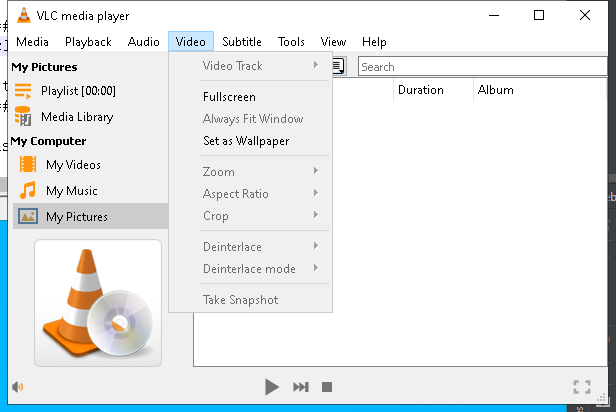 VLC media player
Media Playback Audio Video Subtitle Tools View Help
My Pictures
Playlist [00:00]
Media Library
My Computer
My Videos
My Music
My Pictures
Video Track
Fullscreen
Always Fit Window
Set as Wallpaper
Zoom
Aspect Ratio
Crop
Deinterlace
Deinterlace mode
Take Snapshot
Search
Duration Album